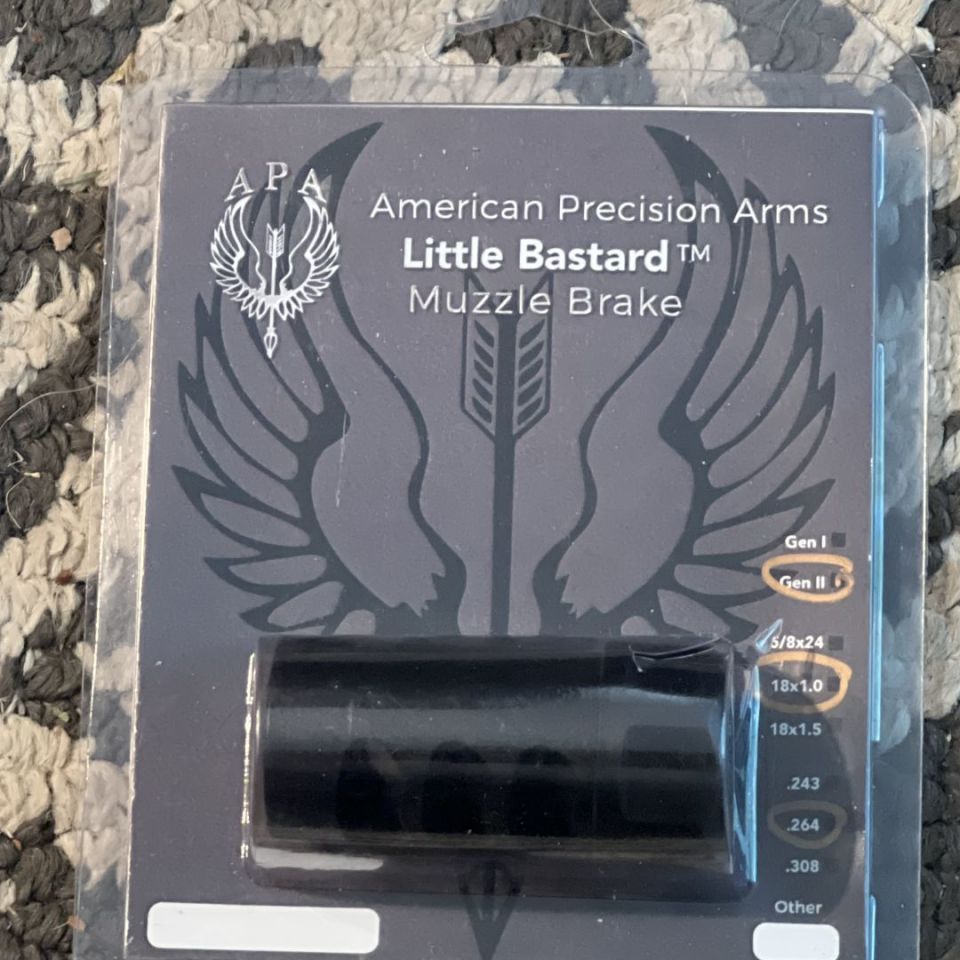 APA
American Precision Arms
Little Bastard™
Muzzle Brake
Gen I
Gen II
5/8x24
18x1.0
18x1.5
.243
.264
.308
Other